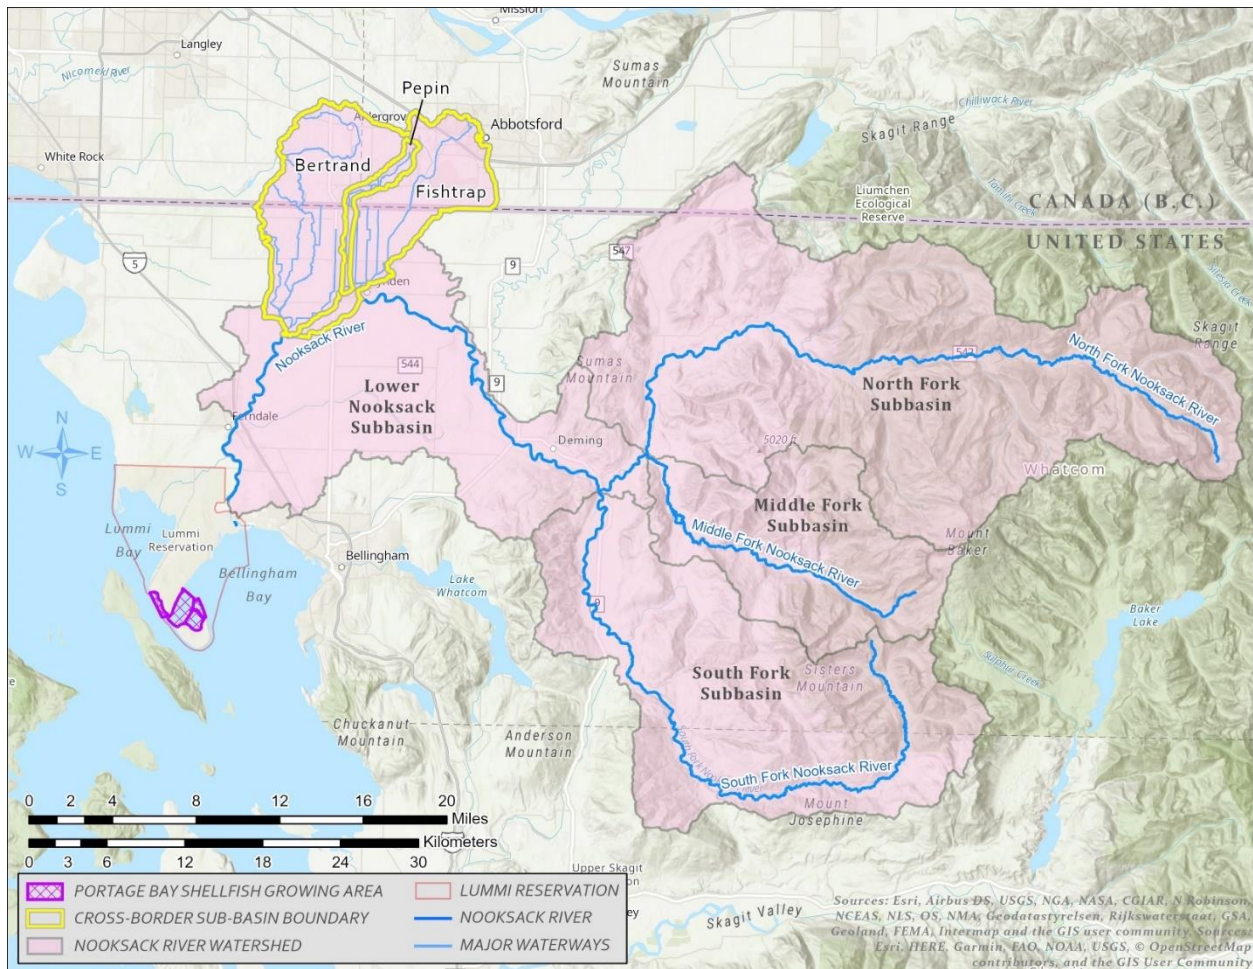 Mission
Langley
Nicomekl River
Sumas
Mountain
Pepin
Chilliwack River
Aldergrove
Abbotsford
Skagit Range
White Rock
Bertrand
Fishtrap
Liumchen
Ecological
Reserve
Tamihi Creek
CANADA (B.C.)
UNITED STATES
5
9
547
Silesia Creek
Lynden
Nooksack River
544
Sumas
Mountain
9
542
North Fork Nooksack River
Skagit
Range
Lower
Nooksack
Subbasin
North Fork
Subbasin
Ferndale
N
W
E
S
Deming
5020 ft
Whatcom
Middle Fork
Subbasin
Middle Fork Nooksack River
Mount
Baker
Lummi
Bay
Lummi
Reservation
Bellingham
Bellingham
Bay
Lake
Whatcom
9
Baker
Lake
Sulphur Creek
South Fork
Subbasin
Sisters
Mountain
Chuckanut
Mountain
Anderson
Mountain
South Fork Nooksack River
Mount
Josephine
0 2 4 8 12 16 20
Miles
Kilometers
0 3 6 12 18 24 30
Upper Skagit
Skagit Valley
PORTAGE BAY SHELLFISH GROWING AREA
CROSS-BORDER SUB-BASIN BOUNDARY
NOOKSACK RIVER WATERSHED
LUMMI RESERVATION
NOOKSACK RIVER
MAJOR WATERWAYS
Sources: Esri, Airbus DS, USGS, NGA, NASA, CGIAR, N Robinson,
NCEAS, NLS, OS, NMA, Geodatastyrelsen, Rijkswaterstaat, GSA,
Geoland, FEMA, Intermap and the GIS user community, Sources:
Esri, HERE, Garmin, FAO, NOAA, USGS, © OpenStreetMap
contributors, and the GIS User Community